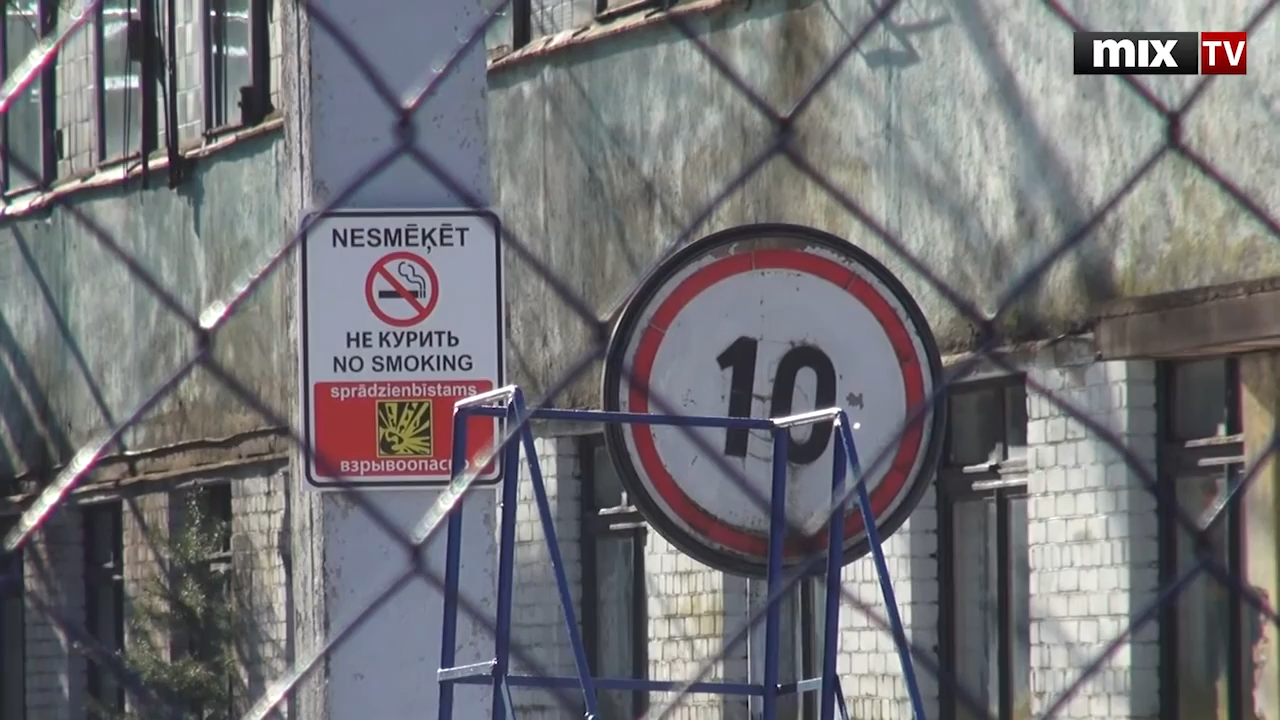 mix TV
NESMĒĶĒT
НЕ КУРИТЬ
NO SMOKING
sprādzienbīstams
взрывоопасно
10